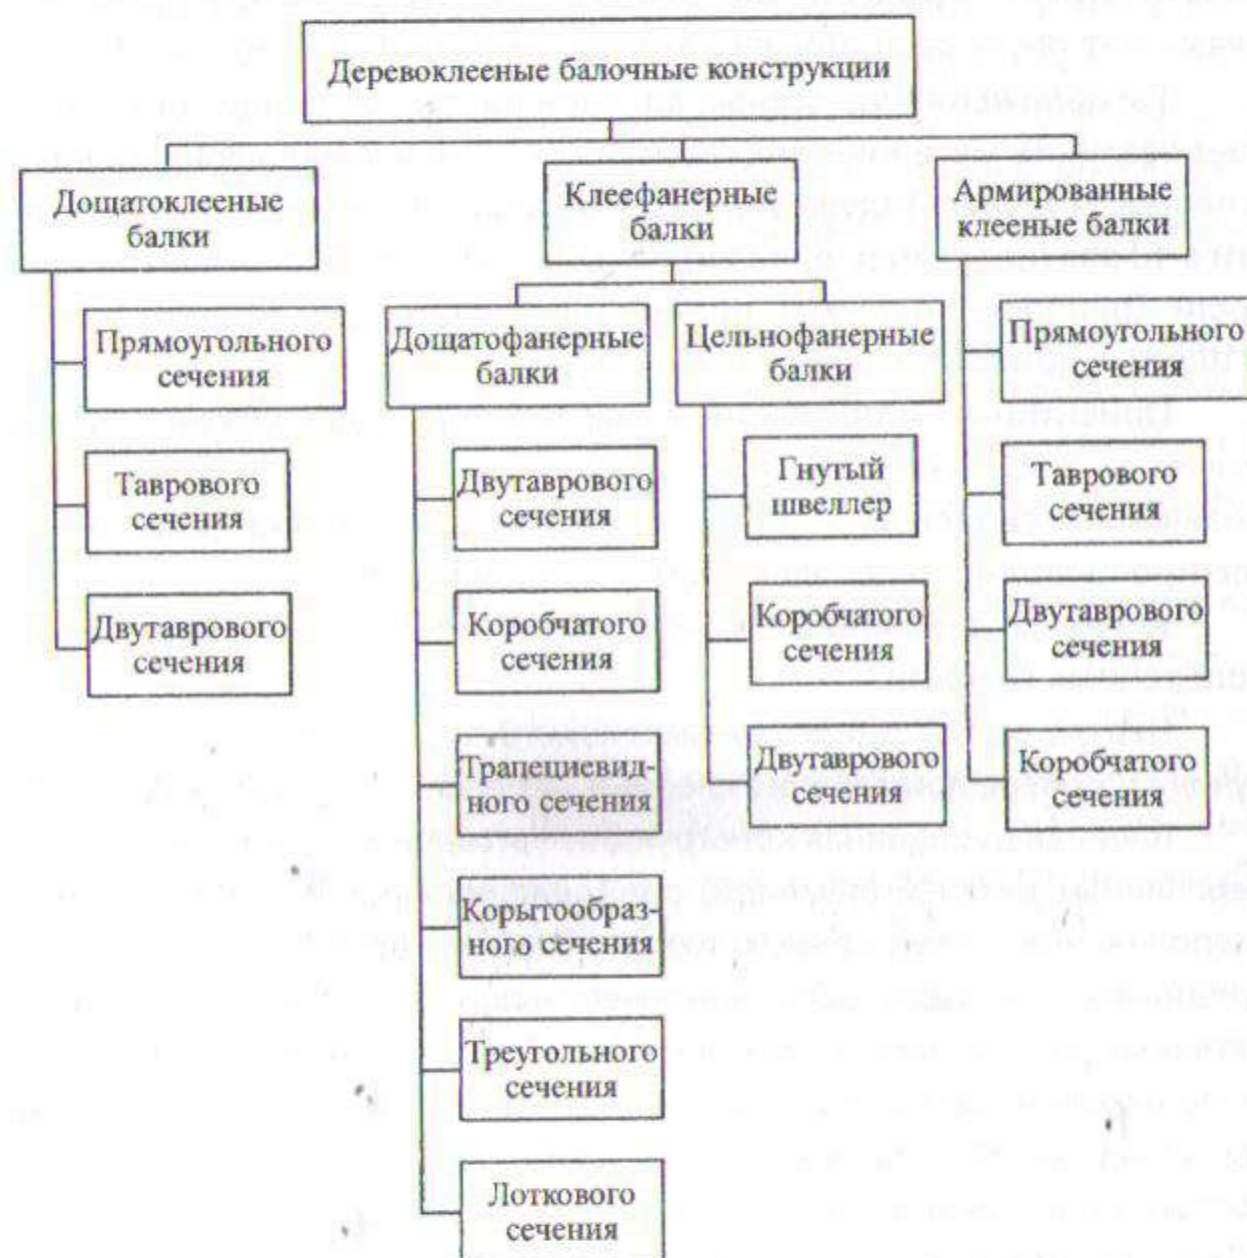 Деревоклееные балочные конструкции
Дощатоклееные
балки
Клеефанерные
балки
Армированные
клееные балки
Прямоугольного
сечения
Таврового
сечения
Двутаврового
сечения
Дощатофанерные
балки
Двутаврового
сечения
Коробчатого
сечения
Трапециевид-
ного сечения
Корытообраз-
ного сечения
Треугольного
сечения
Лоткового
сечения
Цельнофанерные
балки
Гнутый
швеллер
Коробчатого
сечения
Двутаврового
сечения
Прямоугольного
сечения
Таврового
сечения
Двутаврового
сечения
Коробчатого
сечения